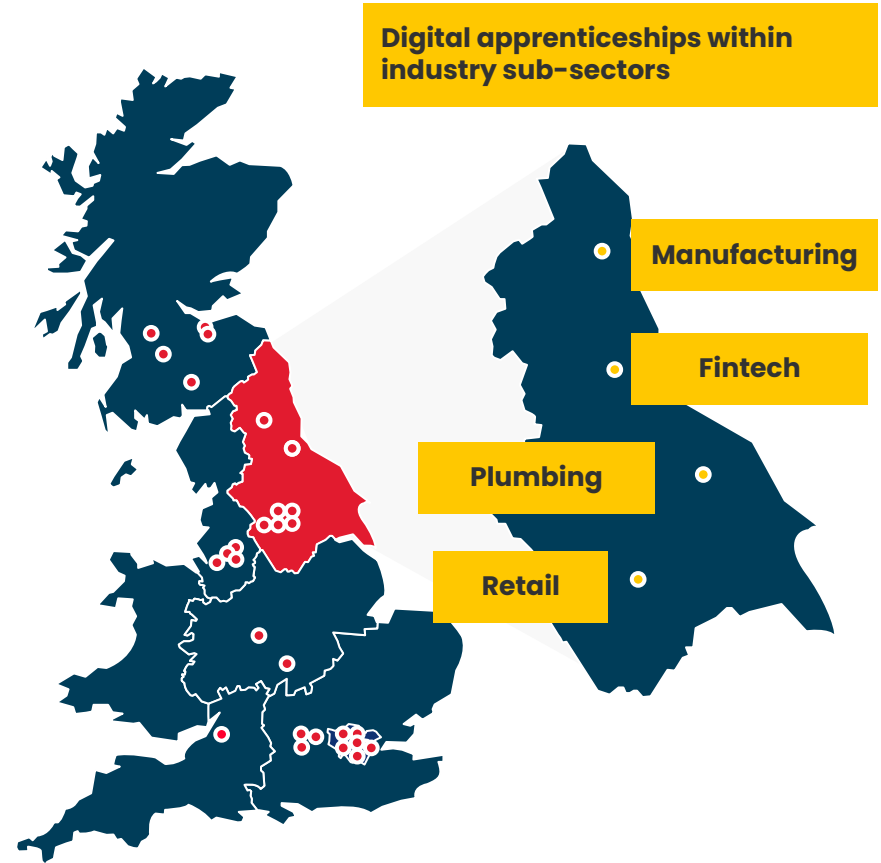 Digital apprenticeships within
industry sub-sectors
Manufacturing
Fintech
Plumbing
Retail